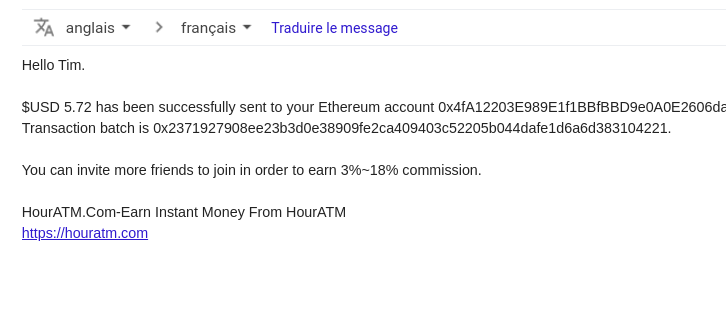 anglais français Traduire le message
Hello Tim.
$USD 5.72 has been successfully sent to your Ethereum account 0x4fA12203E989E1f1BBfBBD9e0A0E2606da
Transaction batch is 0x2371927908ee23b3d0e38909fe2ca409403c52205b044dafe1d6a6d383104221.
You can invite more friends to join in order to earn 3%~18% commission.
HourATM.Com-Earn Instant Money From HourATM
https://houratm.com